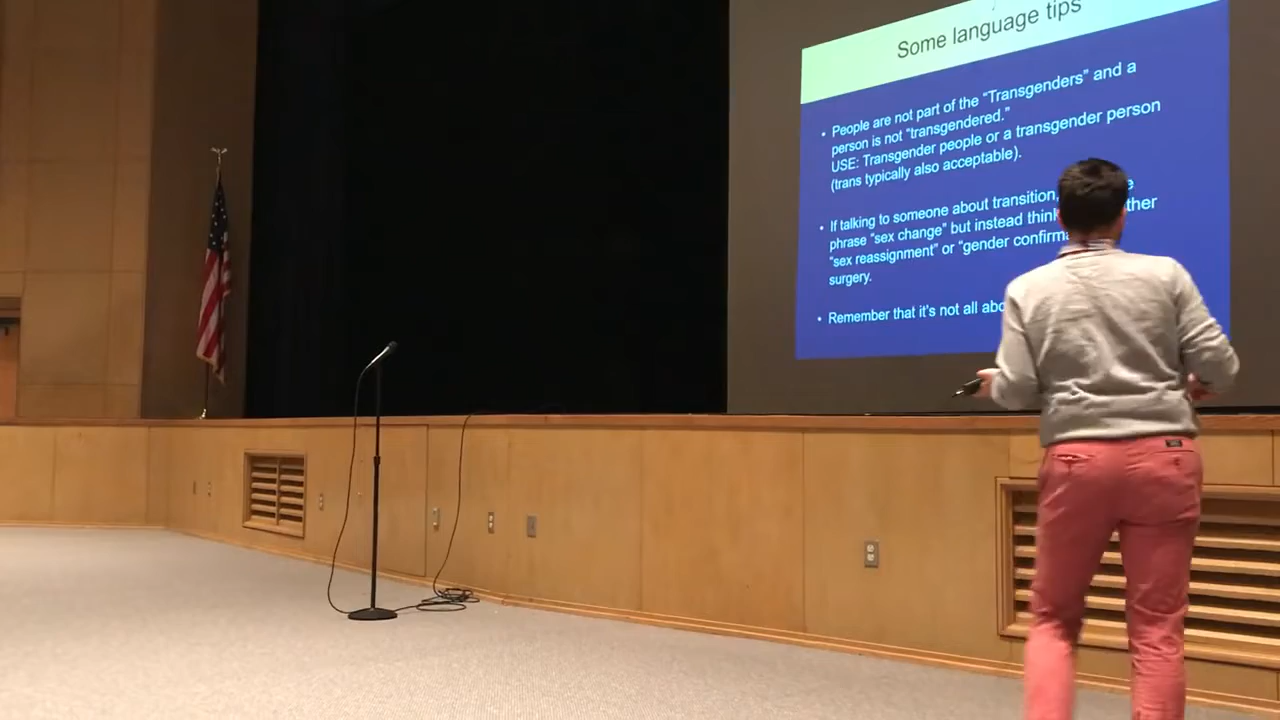 Some language tips
• People are not part of the “Transgenders” and a
person is not “transgendered.”
USE: Transgender people or a transgender person
(trans typically also acceptable).
• If talking to someone about transition,
phrase “sex change” but instead think
“sex reassignment” or “gender
surgery.
• Remember that it's not all